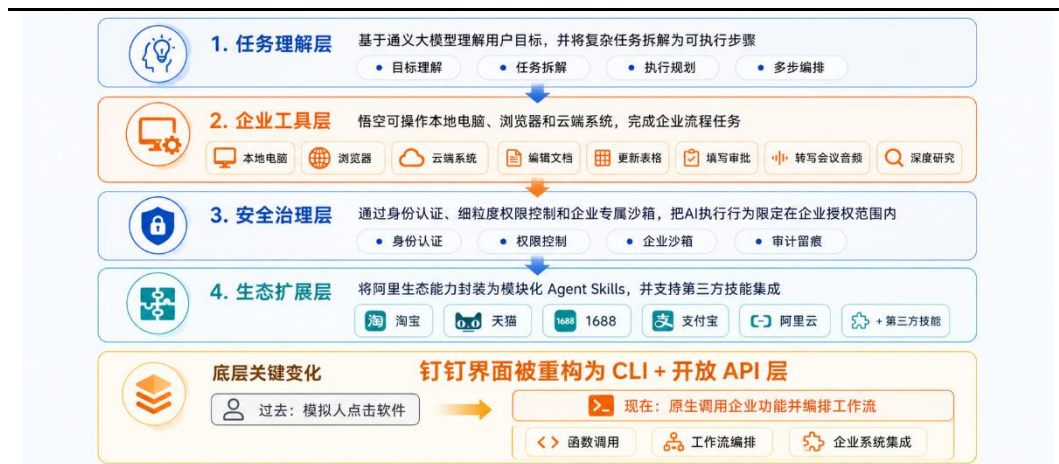 1. 任务理解层
基于通义大模型理解用户目标，并将复杂任务拆解为可执行步骤
• 目标理解 • 任务拆解 • 执行规划 • 多步编排
2. 企业工具层
悟空可操作本地电脑、浏览器和云端系统，完成企业流程任务
本地电脑 浏览器 云端系统 编辑文档 更新表格 填写审批 转写会议音频 深度研究
3. 安全治理层
通过身份认证、细粒度权限控制和企业专属沙箱，把AI执行行为限定在企业授权范围内
• 身份认证 • 权限控制 • 企业沙箱 • 审计留痕
4. 生态扩展层
将阿里生态能力封装为模块化 Agent Skills，并支持第三方技能集成
淘 淘宝 天猫 1688 1688 支 支付宝 阿里云 + 第三方技能
底层关键变化
钉钉界面被重构为 CLI + 开放 API 层
过去：模拟人点击软件
现在：原生调用企业功能并编排工作流
函数调用 工作流编排 企业系统集成